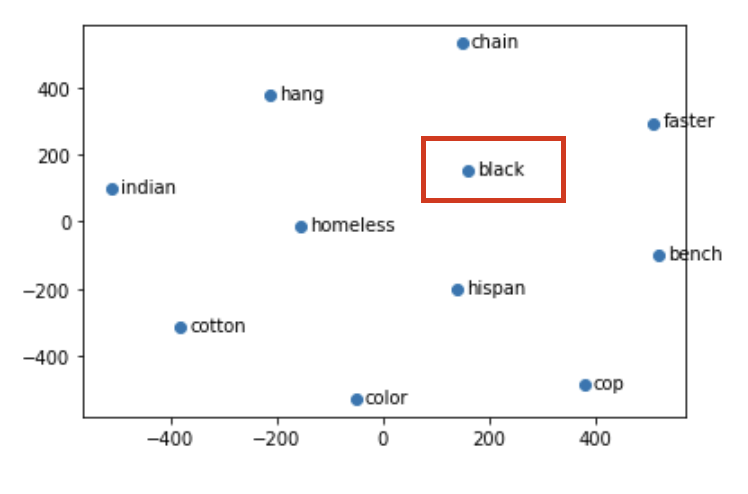 chain
400
hang
faster
200
black
indian
0
homeless
bench
−200
hispan
cotton
−400
color
cop
−400
−200
0
200
400